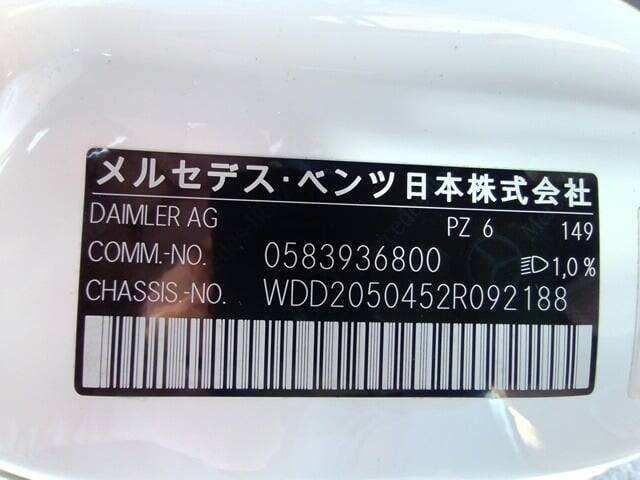 メルセデス・ベンツ日本株式会社
DAIMLER AG PZ 6 149
COMM.-NO. 0583936800 1,0%
CHASSIS.-NO. WDD2050452R092188